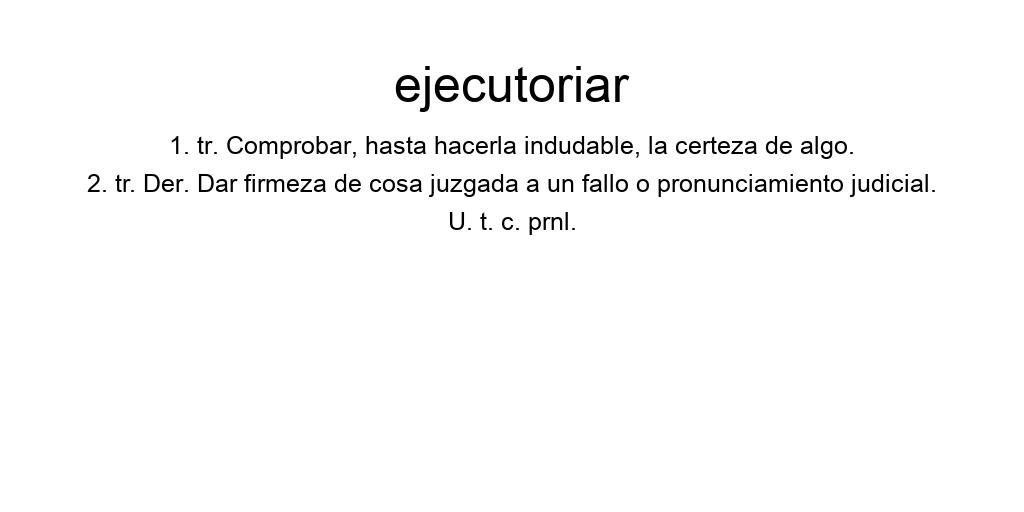 ejecutoriar
1. tr. Comprobar, hasta hacerla indudable, la certeza de algo.
2. tr. Der. Dar firmeza de cosa juzgada a un fallo o pronunciamiento judicial.
U. t. c. prnl.